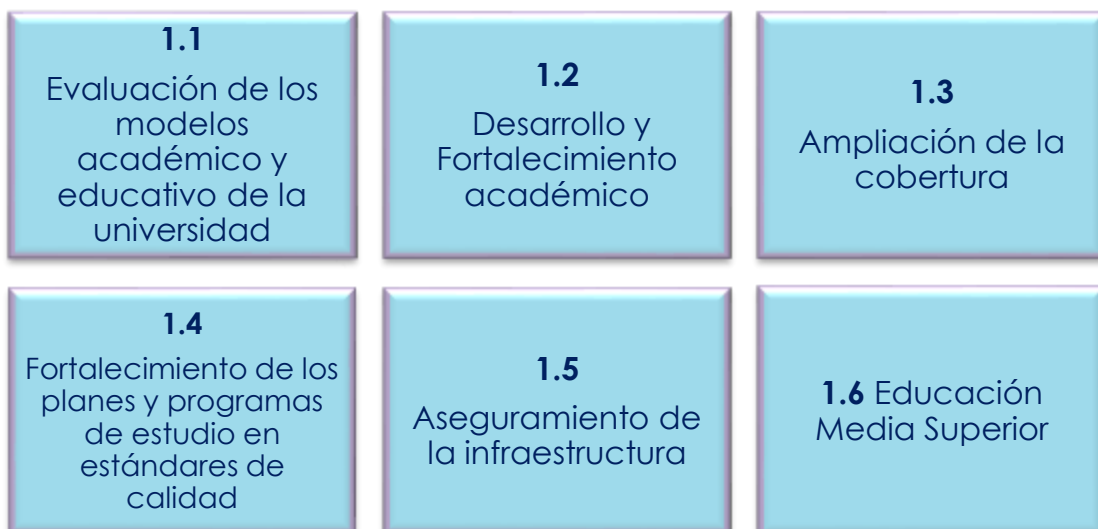 1.1
Evaluación de los
modelos
académico y
educativo de la
universidad
1.2
Desarrollo y
Fortalecimiento
académico
1.3
Ampliación de la
cobertura
1.4
Fortalecimiento de los
planes y programas
de estudio en
estándares de
calidad
1.5
Aseguramiento de
la infraestructura
1.6 Educación
Media Superior